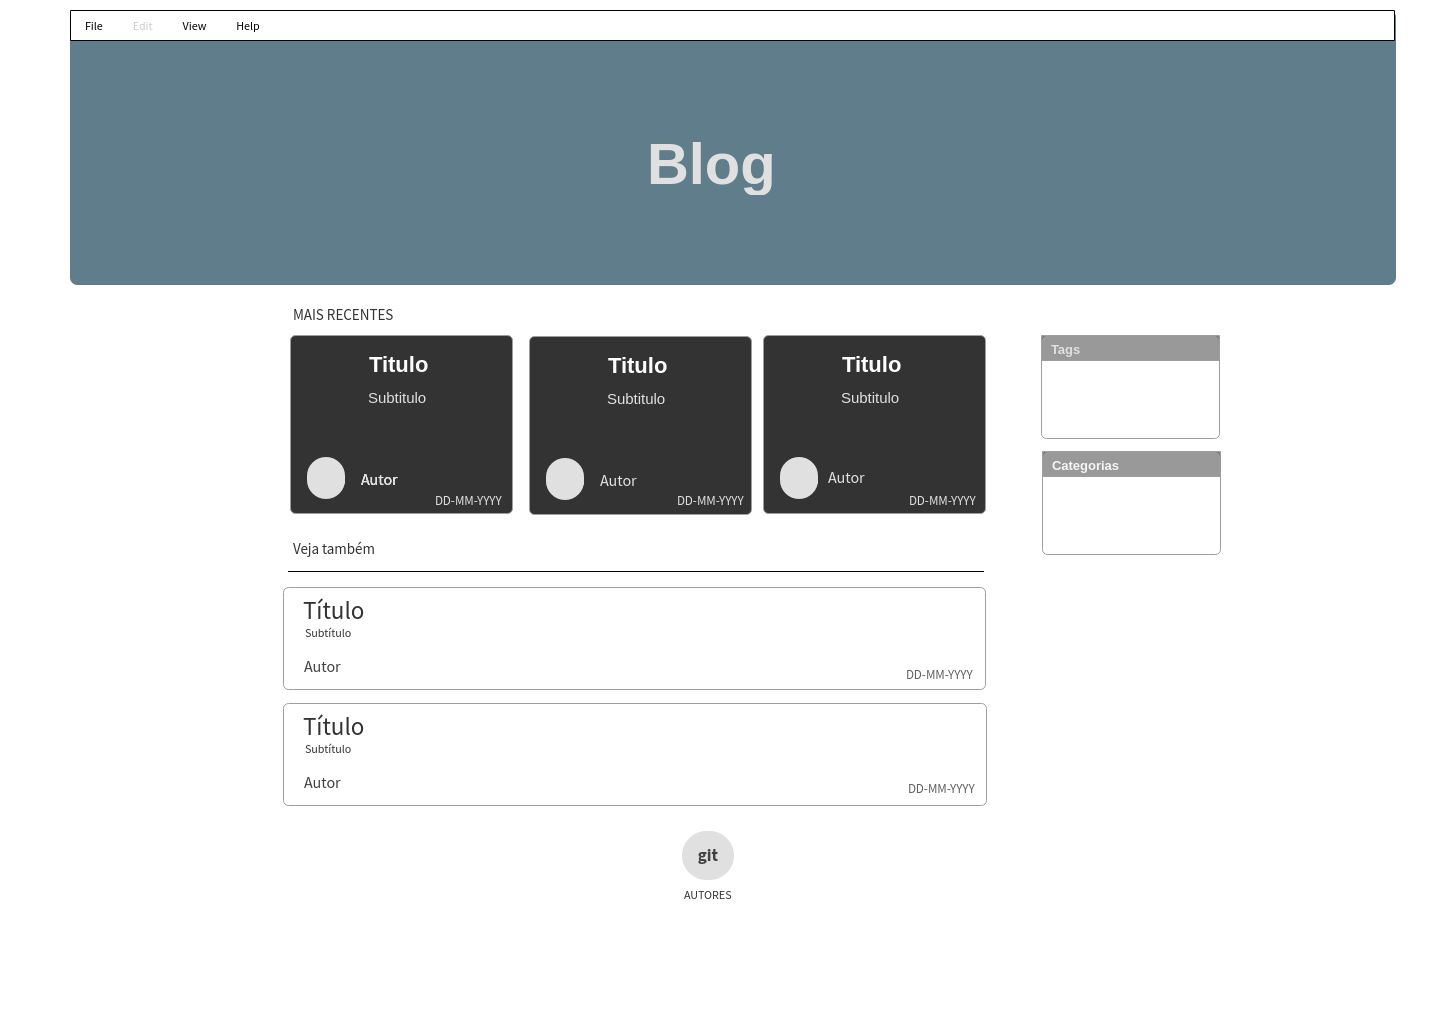 File Edit View Help
Blog
MAIS RECENTES
Titulo
Subtitulo
Autor
DD-MM-YYYY
Titulo
Subtitulo
Autor
DD-MM-YYYY
Titulo
Subtitulo
Autor
DD-MM-YYYY
Tags
Categorias
Veja também
Título
Subtítulo
Autor
DD-MM-YYYY
Título
Subtítulo
Autor
DD-MM-YYYY
git
AUTORES